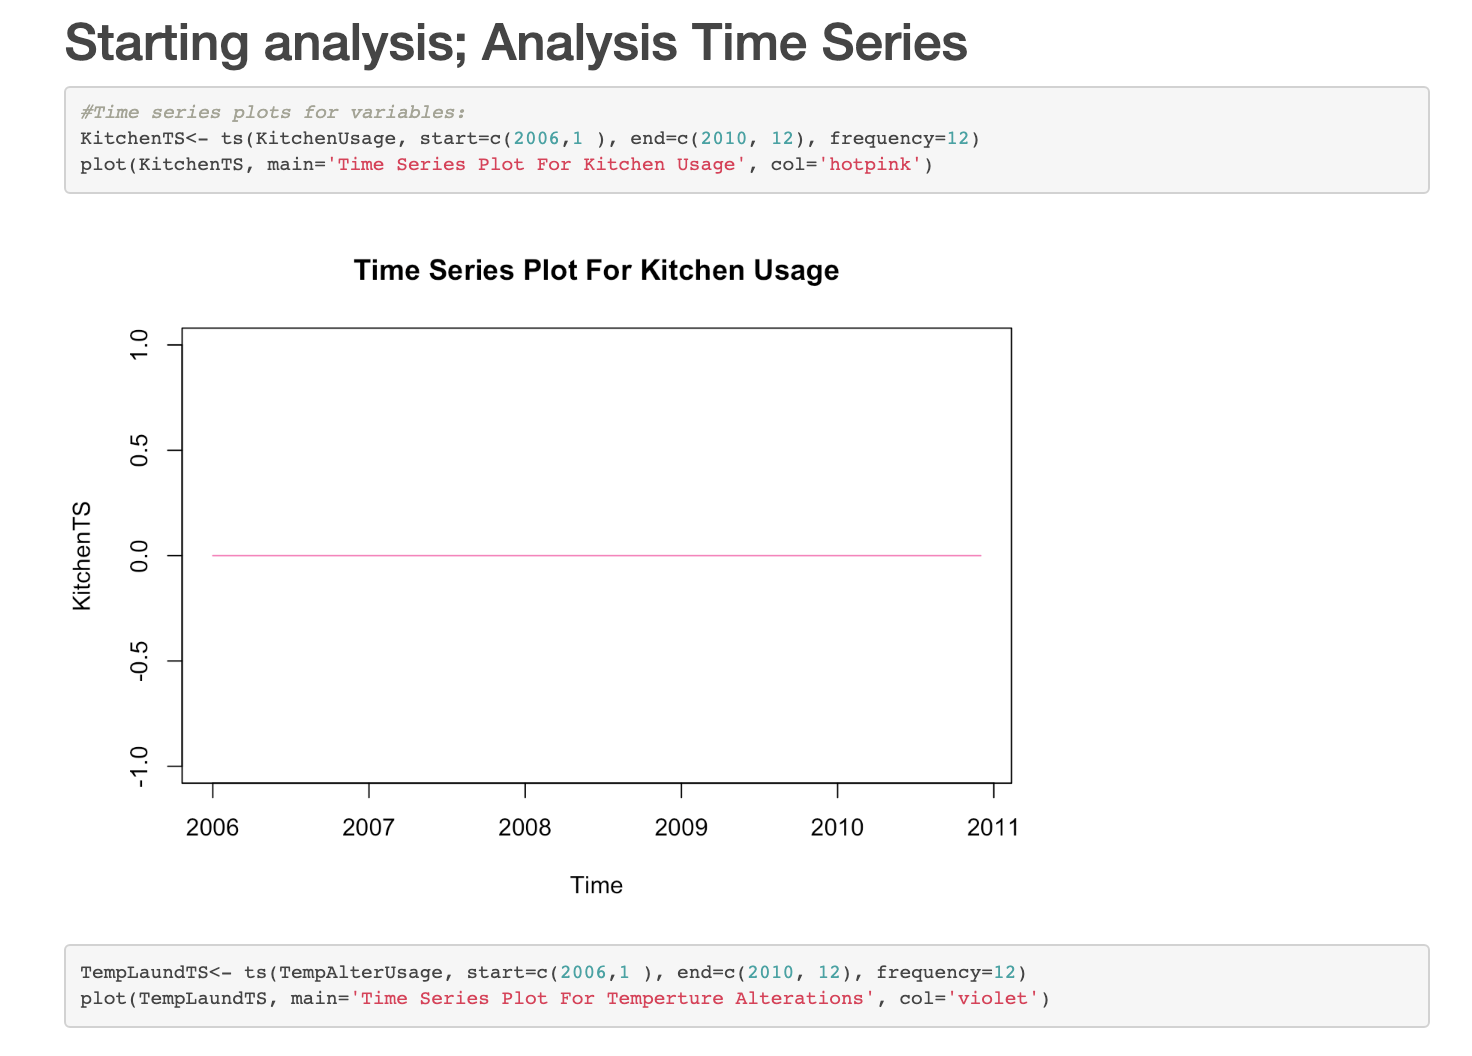 Starting analysis; Analysis Time Series
#Time series plots for variables:
KitchenTS<- ts(KitchenUsage, start=c(2006,1 ), end=c(2010, 12), frequency=12)
plot(KitchenTS, main='Time Series Plot For Kitchen Usage', col='hotpink')
Time Series Plot For Kitchen Usage
1.0
0.5
0.0
-0.5
-1.0
KitchenTS
2006 2007 2008 2009 2010 2011
Time
TempLaundTS<- ts(TempAlterUsage, start=c(2006,1 ), end=c(2010, 12), frequency=12)
plot(TempLaundTS, main='Time Series Plot For Temperture Alterations', col='violet')